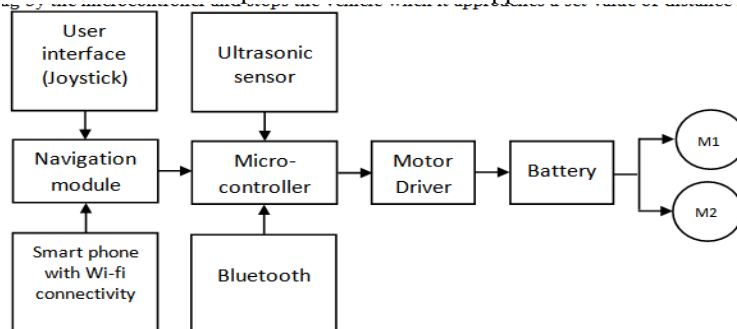 User
interface
(Joystick)
Ultrasonic
sensor
Navigation
module
Micro-
controller
Motor
Driver
Battery
M1
M2
Smart phone
with Wi-fi
connectivity
Bluetooth